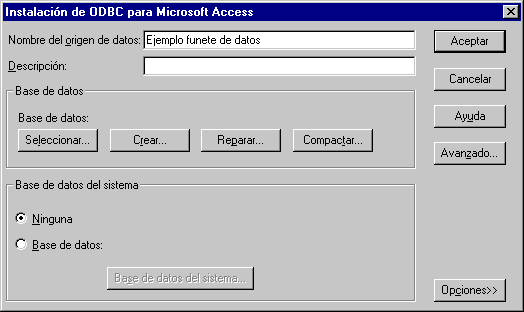 Instalación de ODBC para Microsoft Access
Nombre del origen de datos: Ejemplo funete de datos
Aceptar
Descripción:
Cancelar
Base de datos
Base de datos:
Seleccionar... Crear... Reparar... Compactar...
Ayuda
Avanzado...
Base de datos del sistema
Ninguna
Base de datos:
Base de datos del sistema...
Opciones>>